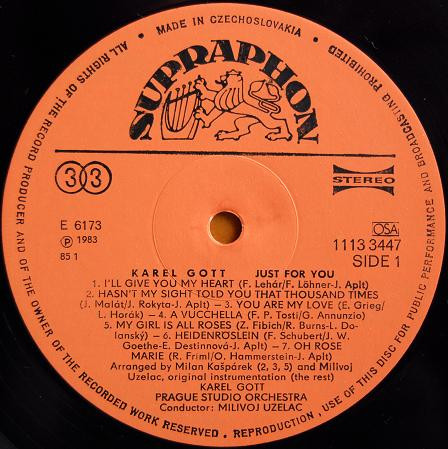 MADE IN CZECHOSLOVAKIA •
ALL RIGHTS OF THE RECORD PRODUCER AND OF THE OWNER OF THE RECORDED WORK RESERVED • REPRODUCTION, USE OF THIS DISC FOR PUBLIC PERFORMANCE AND BROADCASTING PROHIBITED
SUPRAPHON
33
STEREO
E 6173
Ⓟ 1983
85 1
OSA
1113 3447
SIDE 1
KAREL GOTT JUST FOR YOU
1. I'LL GIVE YOU MY HEART (F. Lehár/F. Löhner-J. Aplt)
2. HASN'T MY SIGHT TOLD YOU THAT THOUSAND TIMES
(J. Malát/J. Rokyta-J. Aplt) - 3. YOU ARE MY LOVE (E. Grieg/
L. Horák) - 4. A VUCCHELLA (F. P. Tosti/G. Annunzio)
5. MY GIRL IS ALL ROSES (Z. Fibich/R. Burns-L. Do-
lanský) - 6. HEIDENROSLEIN (F. Schubert/J. W.
Goethe-E. Destinnová-J. Aplt) - 7. OH ROSE
MARIE (R. Friml/O. Hammerstein-J. Aplt)
Arranged by Milan Kašpárek (2, 3, 5) and Milivoj
Uzelac, original instrumentation (the rest)
KAREL GOTT
PRAGUE STUDIO ORCHESTRA
Conductor: MILIVOJ UZELAC